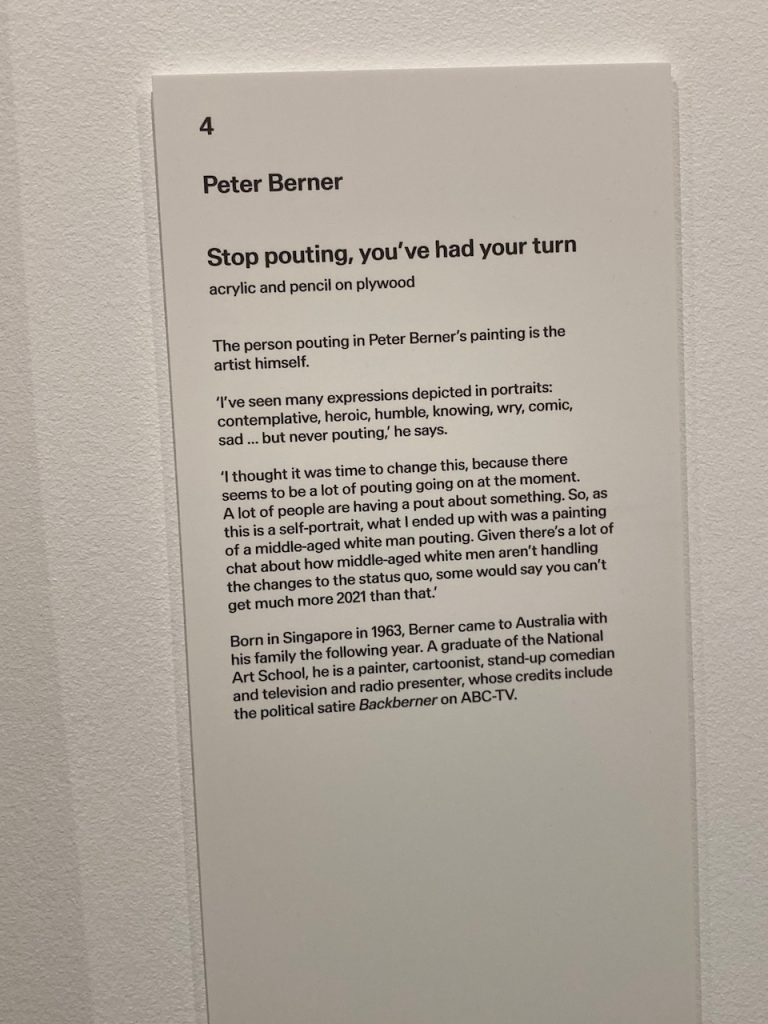 4
Peter Berner
Stop pouting, you've had your turn
acrylic and pencil on plywood
The person pouting in Peter Berner's painting is the
artist himself.
'I've seen many expressions depicted in portraits:
contemplative, heroic, humble, knowing, wry, comic,
sad ... but never pouting,' he says.
'I thought it was time to change this, because there
seems to be a lot of pouting going on at the moment.
A lot of people are having a pout about something. So, as
this is a self-portrait, what I ended up with was a painting
of a middle-aged white man pouting. Given there's a lot of
chat about how middle-aged white men aren't handling
the changes to the status quo, some would say you can't
get much more 2021 than that.'
Born in Singapore in 1963, Berner came to Australia with
his family the following year. A graduate of the National
Art School, he is a painter, cartoonist, stand-up comedian
and television and radio presenter, whose credits include
the political satire Backberner on ABC-TV.